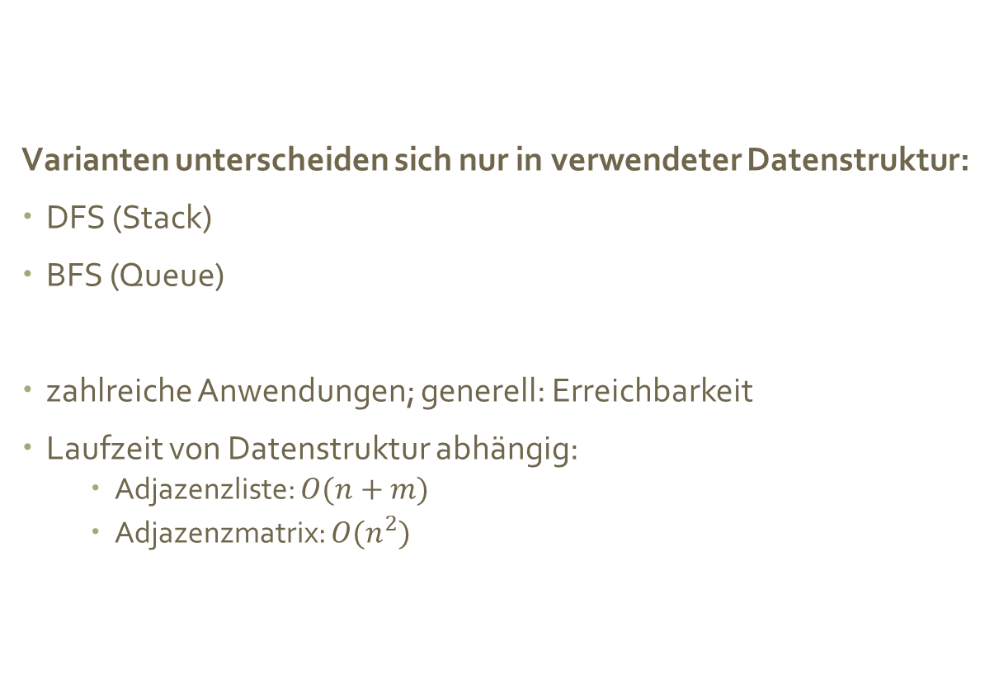 Varianten unterscheiden sich nur in verwendeter Datenstruktur:
• DFS (Stack)
• BFS (Queue)
• zahlreiche Anwendungen; generell: Erreichbarkeit
• Laufzeit von Datenstruktur abhängig:
• Adjazenzliste: O(n + m)
• Adjazenzmatrix: O(n²)